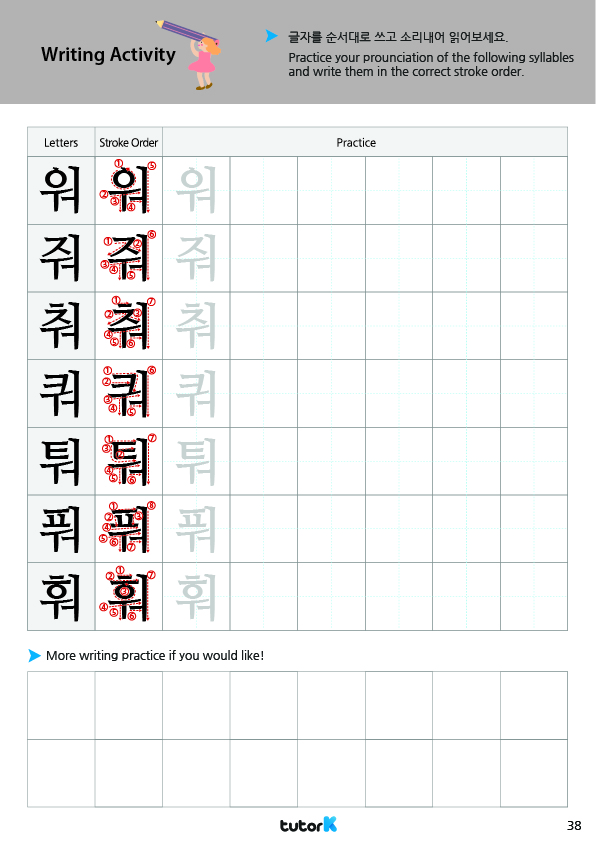 Writing Activity
글자를 순서대로 쓰고 소리내어 읽어보세요.
Practice your prounciation of the following syllables
and write them in the correct stroke order.
Letters Stroke Order Practice
워 ① ② ③ ④ ⑤ 워 워
줘 ① ② ③ ④ ⑤ ⑥ 줘 줘
춰 ① ② ③ ④ ⑤ ⑥ ⑦ 춰 춰
쿼 ① ② ③ ④ ⑤ ⑥ 쿼 쿼
퉈 ① ② ③ ④ ⑤ ⑥ ⑦ 퉈 퉈
풔 ① ② ③ ④ ⑤ ⑥ ⑦ ⑧ 풔 풔
훠 ① ② ③ ④ ⑤ ⑥ ⑦ 훠 훠
More writing practice if you would like!
tutorK
38